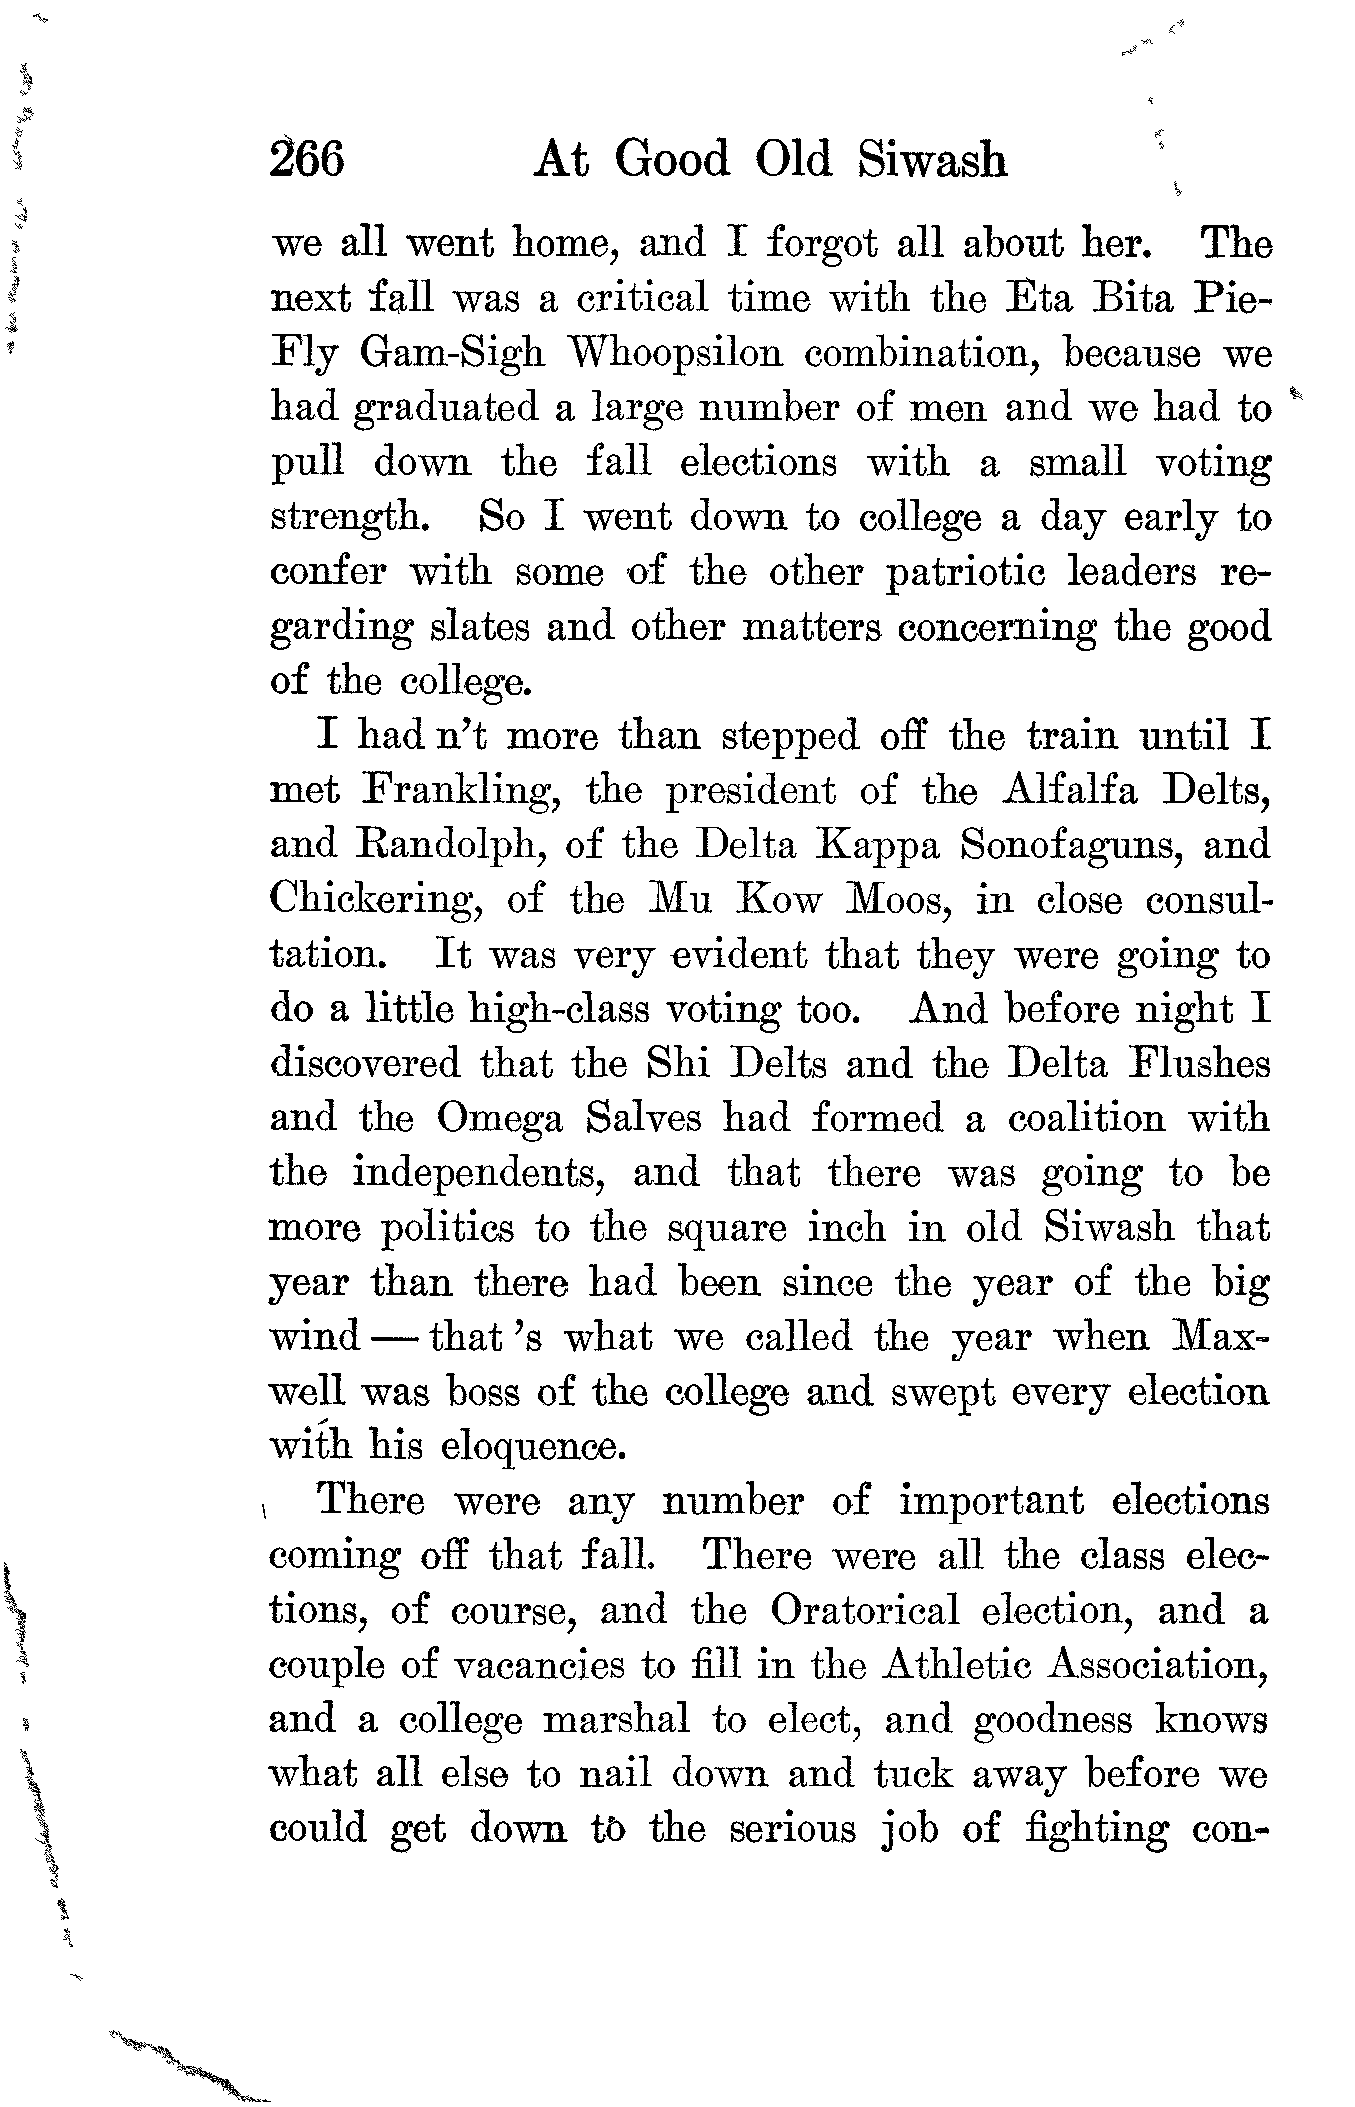 266 At Good Old Siwash
we all went home, and I forgot all about her. The
next fall was a critical time with the Eta Bita Pie-
Fly Gam-Sigh Whoopsilon combination, because we
had graduated a large number of men and we had to
pull down the fall elections with a small voting
strength. So I went down to college a day early to
confer with some of the other patriotic leaders re-
garding slates and other matters concerning the good
of the college.
I had n't more than stepped off the train until I
met Frankling, the president of the Alfalfa Delts,
and Randolph, of the Delta Kappa Sonofaguns, and
Chickering, of the Mu Kow Moos, in close consul-
tation. It was very evident that they were going to
do a little high-class voting too. And before night I
discovered that the Shi Delts and the Delta Flushes
and the Omega Salves had formed a coalition with
the independents, and that there was going to be
more politics to the square inch in old Siwash that
year than there had been since the year of the big
wind — that 's what we called the year when Max-
well was boss of the college and swept every election
with his eloquence.
There were any number of important elections
coming off that fall. There were all the class elec-
tions, of course, and the Oratorical election, and a
couple of vacancies to fill in the Athletic Association,
and a college marshal to elect, and goodness knows
what all else to nail down and tuck away before we
could get down to the serious job of fighting con-